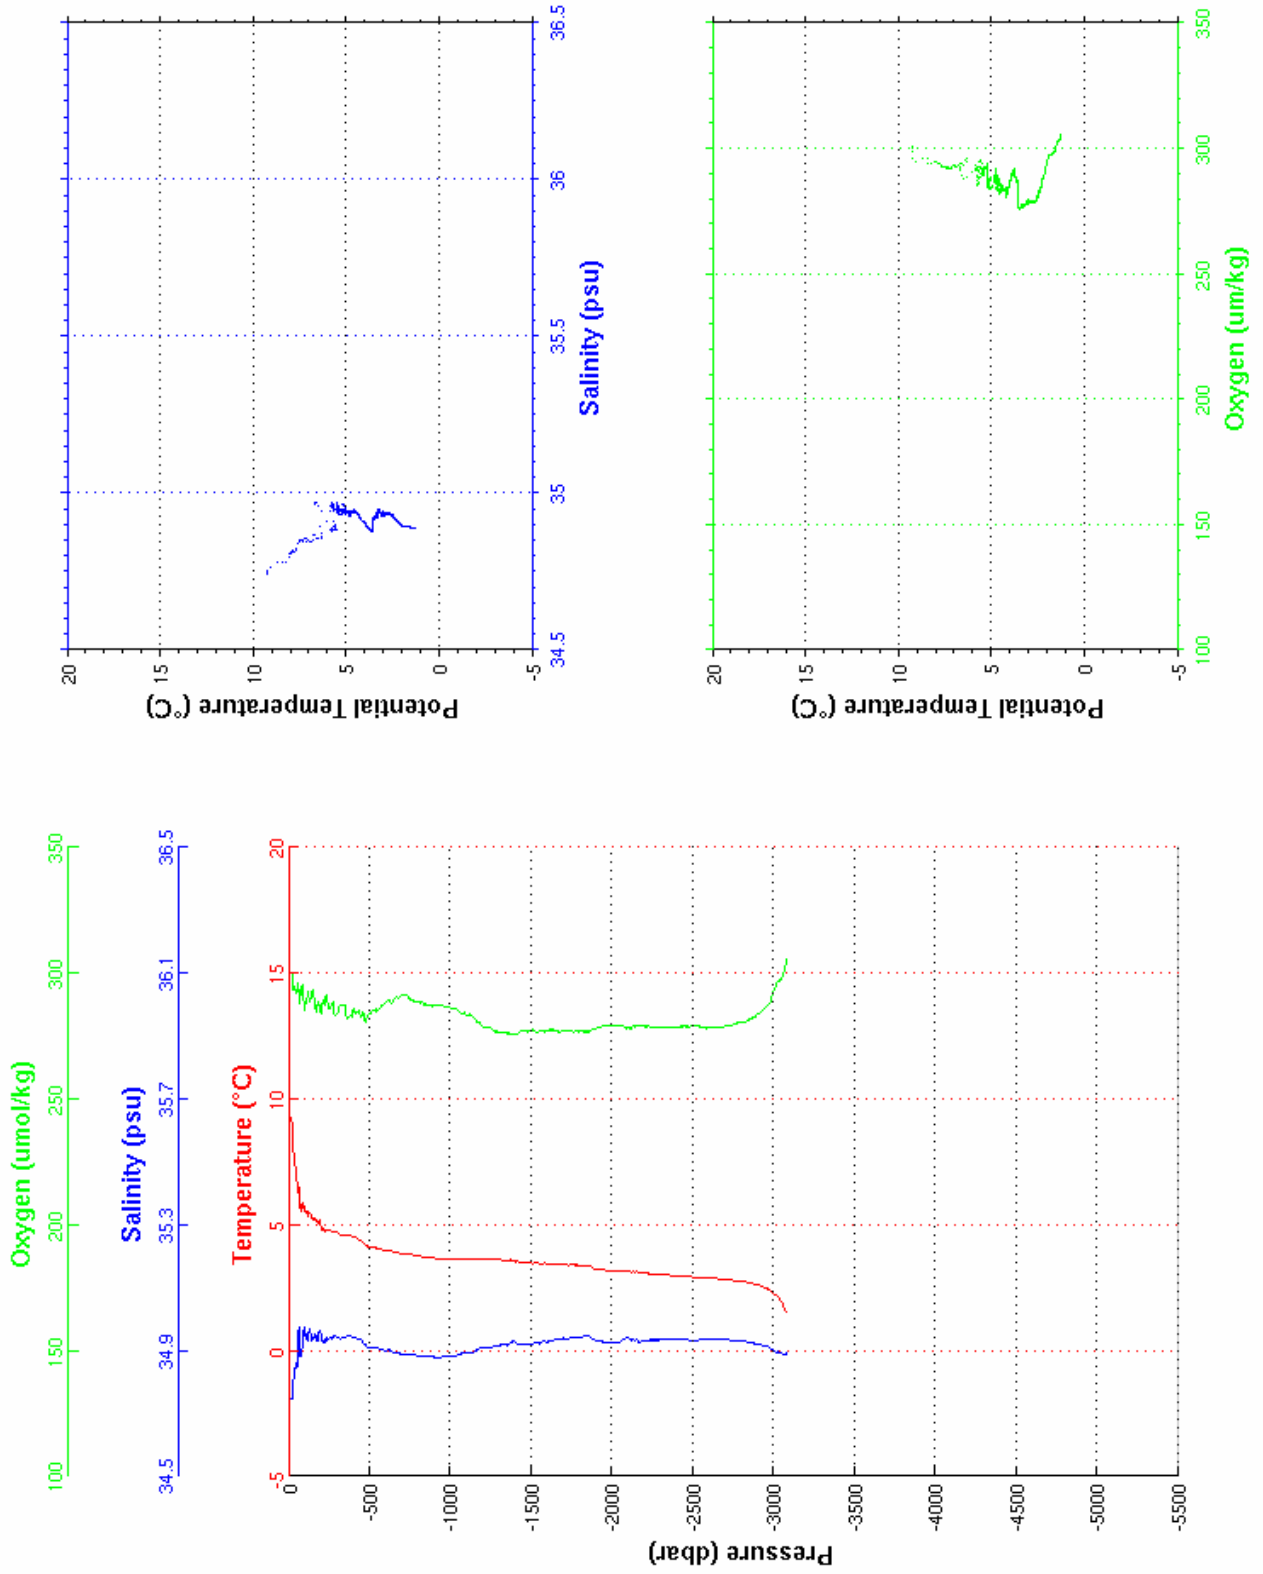 Oxygen (umol/kg)
100 150 200 250 300 350
Salinity (psu)
34.5 34.9 35.3 35.7 36.1 36.5
Temperature (°C)
-5 0 5 10 15 20
0
-500
-1000
-1500
-2000
-2500
-3000
-3500
-4000
-4500
-5000
-5500
Pressure (dbar)
20
15
10
5
0
-5
Potential Temperature (°C)
34.5 35 35.5 36 36.5
Salinity (psu)
20
15
10
5
0
-5
Potential Temperature (°C)
100 150 200 250 300 350
Oxygen (um/kg)